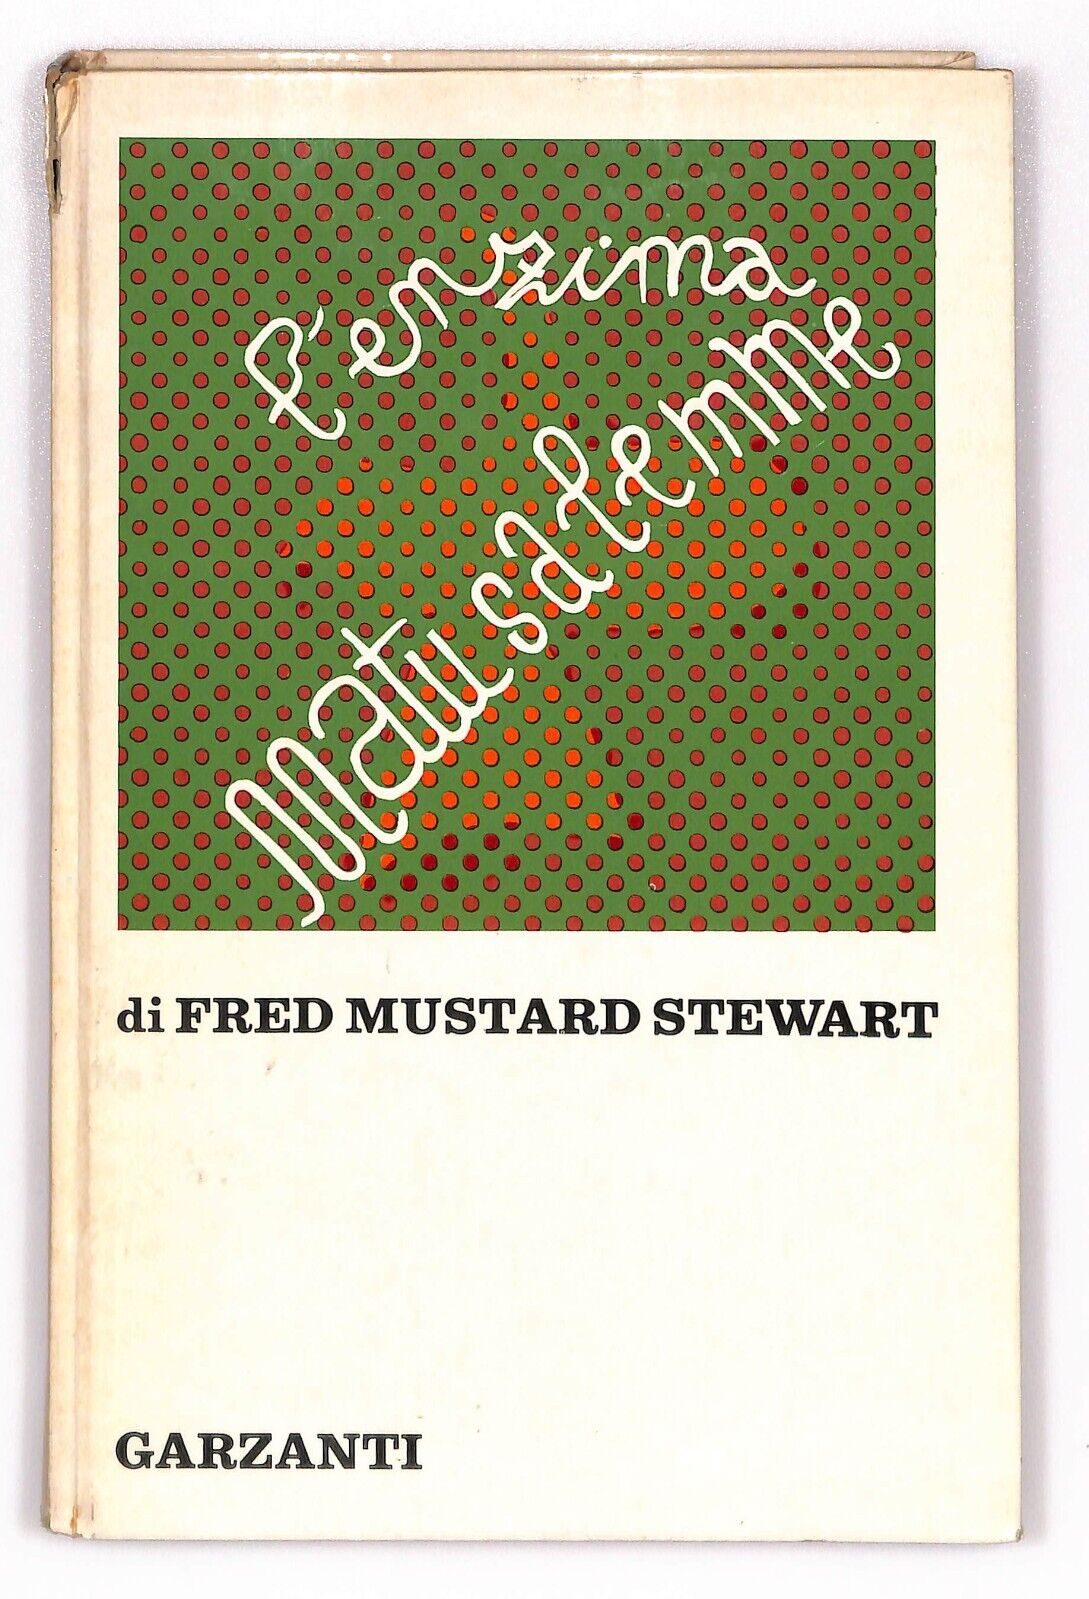 l'enzima
Matusalemme
di FRED MUSTARD STEWART
GARZANTI